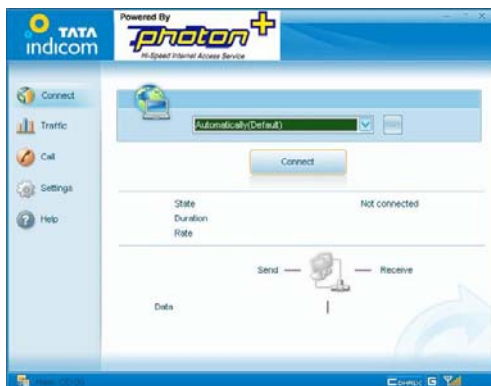 TATA
indicom
Powered By
photon+
Hi-Speed Internet Access Service
Connect
Traffic
Call
Settings
Help
Automatically(Default)
Connect
State Not connected
Duration
Rate
Send Receive
Data